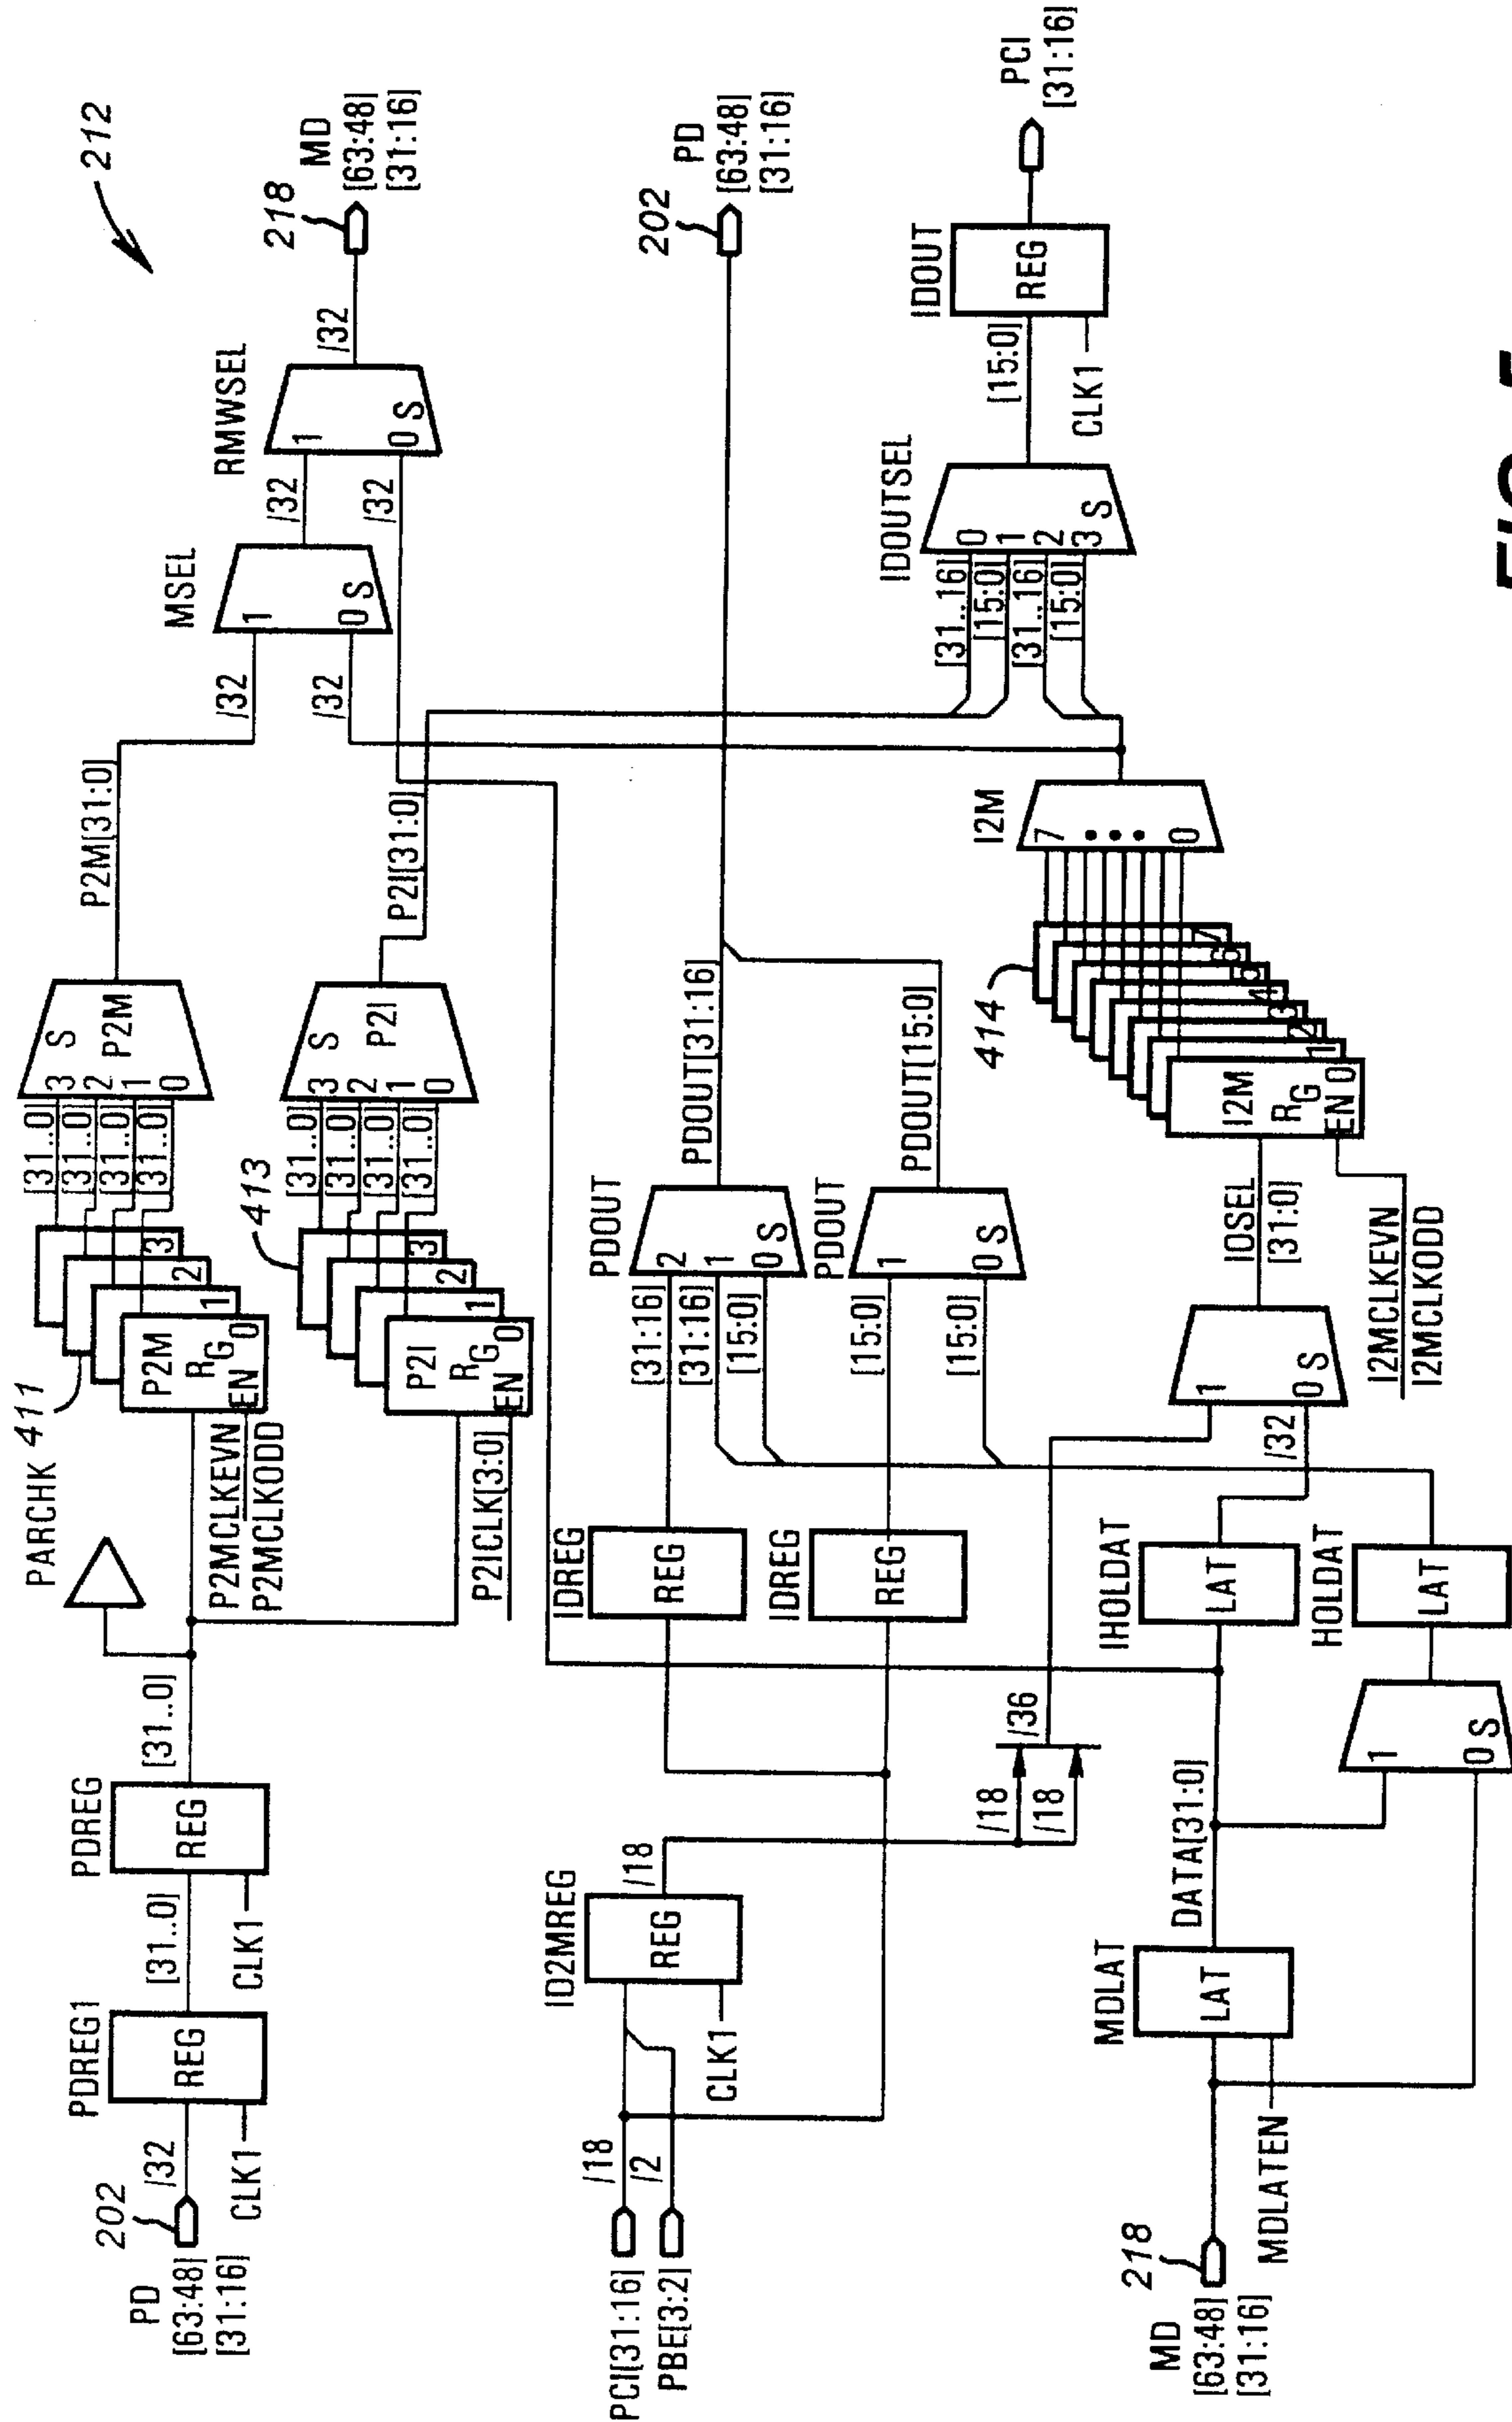 212
PARCHK
411
PDREG1
PDREG
202
PD
[63:48]
[31:16]
/32
REG
CLK1
[31..0]
REG
CLK1
[31..0]
P2MCLKEVN
P2MCLKODD
P2M
RG
EN
0
1
2
3
[31..0]
[31..0]
[31..0]
[31..0]
3
2
1
0
S
P2M
P2M[31:0]
/32
/32
MSEL
1
0
S
/32
/32
RMWSEL
1
0
S
/32
218
MD
[63:48]
[31:16]
P2ICLK[3:0]
413
P2I
RG
EN
0
1
2
3
[31..0]
[31..0]
[31..0]
[31..0]
3
2
1
0
S
P2I
P2I[31:0]
PCI[31:16]
PBE[3:2]
/18
/2
ID2MREG
REG
CLK1
/18
/18
/18
/36
IDREG
REG
IDREG
REG
[31:16]
[31:16]
[15:0]
PDOUT
2
1
0
S
PDOUT[31:16]
[15:0]
[15:0]
PDOUT
1
0
S
PDOUT[15:0]
202
PD
[63:48]
[31:16]
218
MD
[63:48]
[31:16]
MDLATEN
MDLAT
LAT
DATA[31:0]
1
0
S
IHOLDAT
LAT
HOLDAT
LAT
/32
1
0
S
IOSEL
[31:0]
I2MCLKEVN
I2MCLKODD
414
I2M
RG
EN
0
1
2
3
4
7
I2M
7
0
IDOUTSEL
[31..16]
[15:0]
[31..16]
[15:0]
0
1
2
3
S
[15:0]
CLK1
IDOUT
REG
PCI
[31:16]